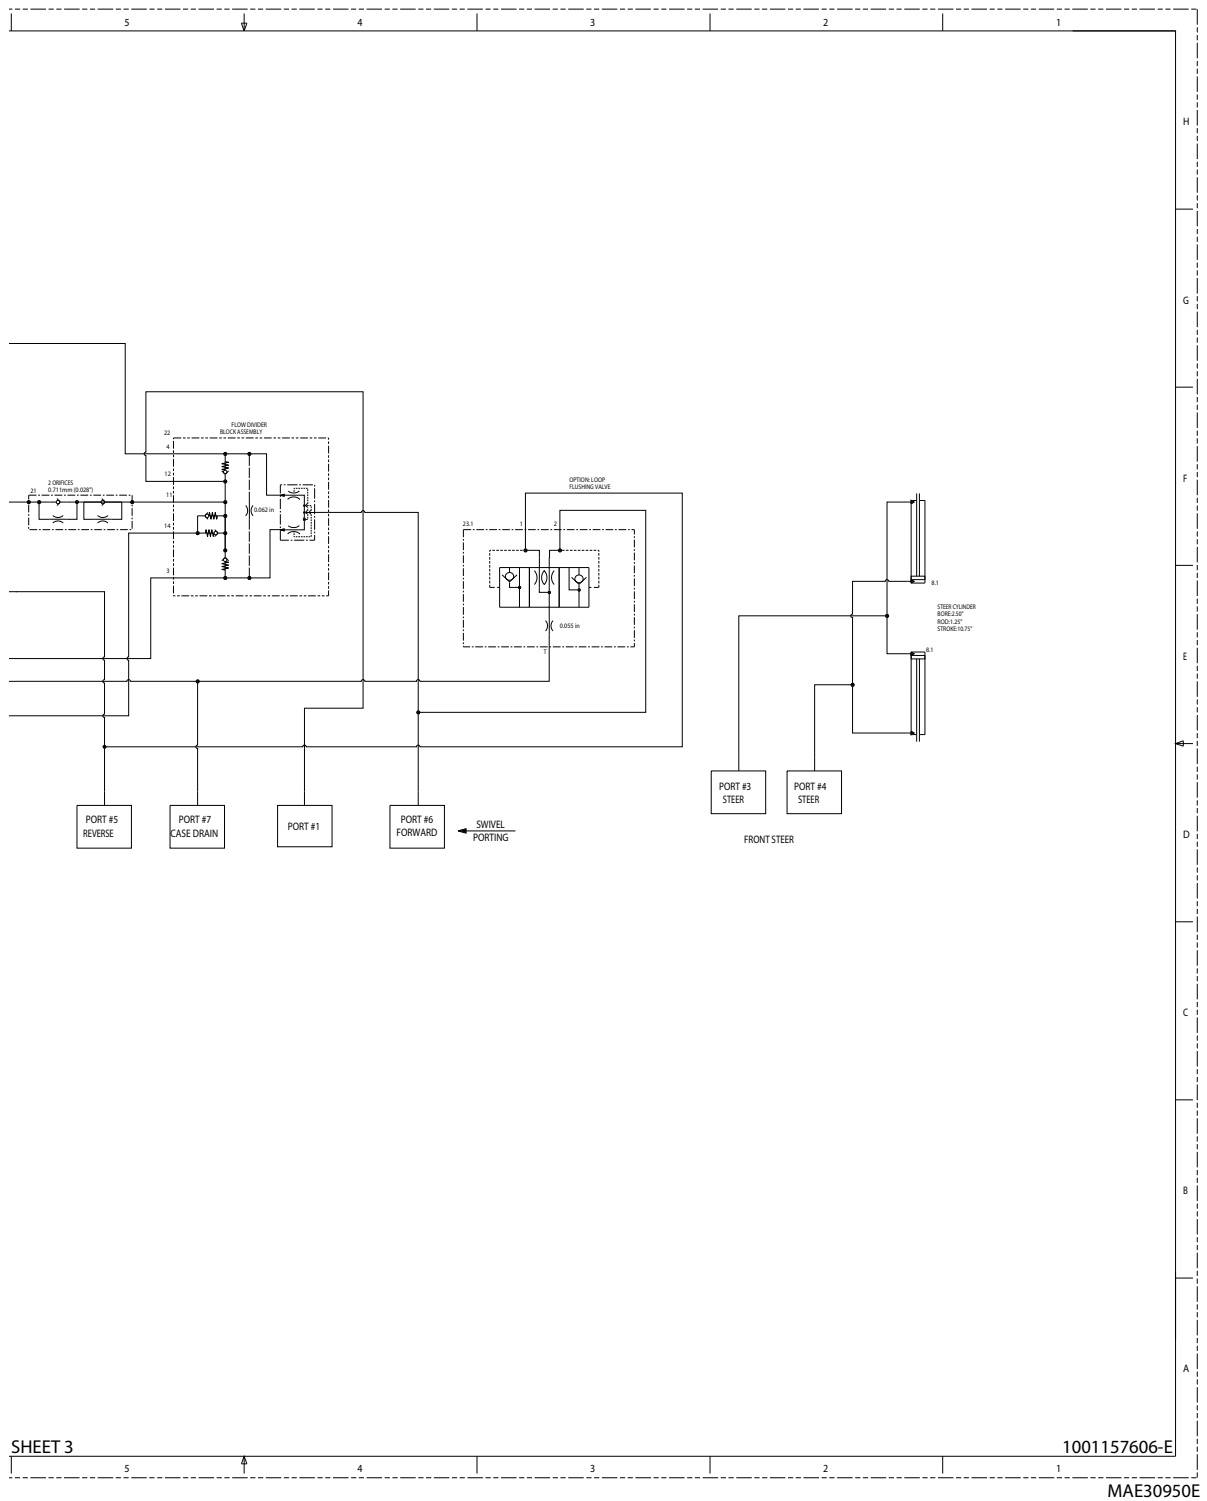 5 4 3 2 1
H
G
FLOW DIVIDER
BLOCK ASSEMBLY
22
4
12
11
14
3
0.062 in
2 ORIFICES
0.711mm (0.028")
21
OPTION: LOOP
FLUSHING VALVE
23.1 1 2
0.055 in
T
F
8.1
STEER CYLINDER
BORE:2.50"
ROD:1.25"
STROKE:10.75"
8.1
E
PORT #3
STEER
PORT #4
STEER
FRONT STEER
PORT #5
REVERSE
PORT #7
CASE DRAIN
PORT #1
PORT #6
FORWARD
SWIVEL
PORTING
D
C
B
A
SHEET 3
1001157606-E
5 4 3 2 1
MAE30950E